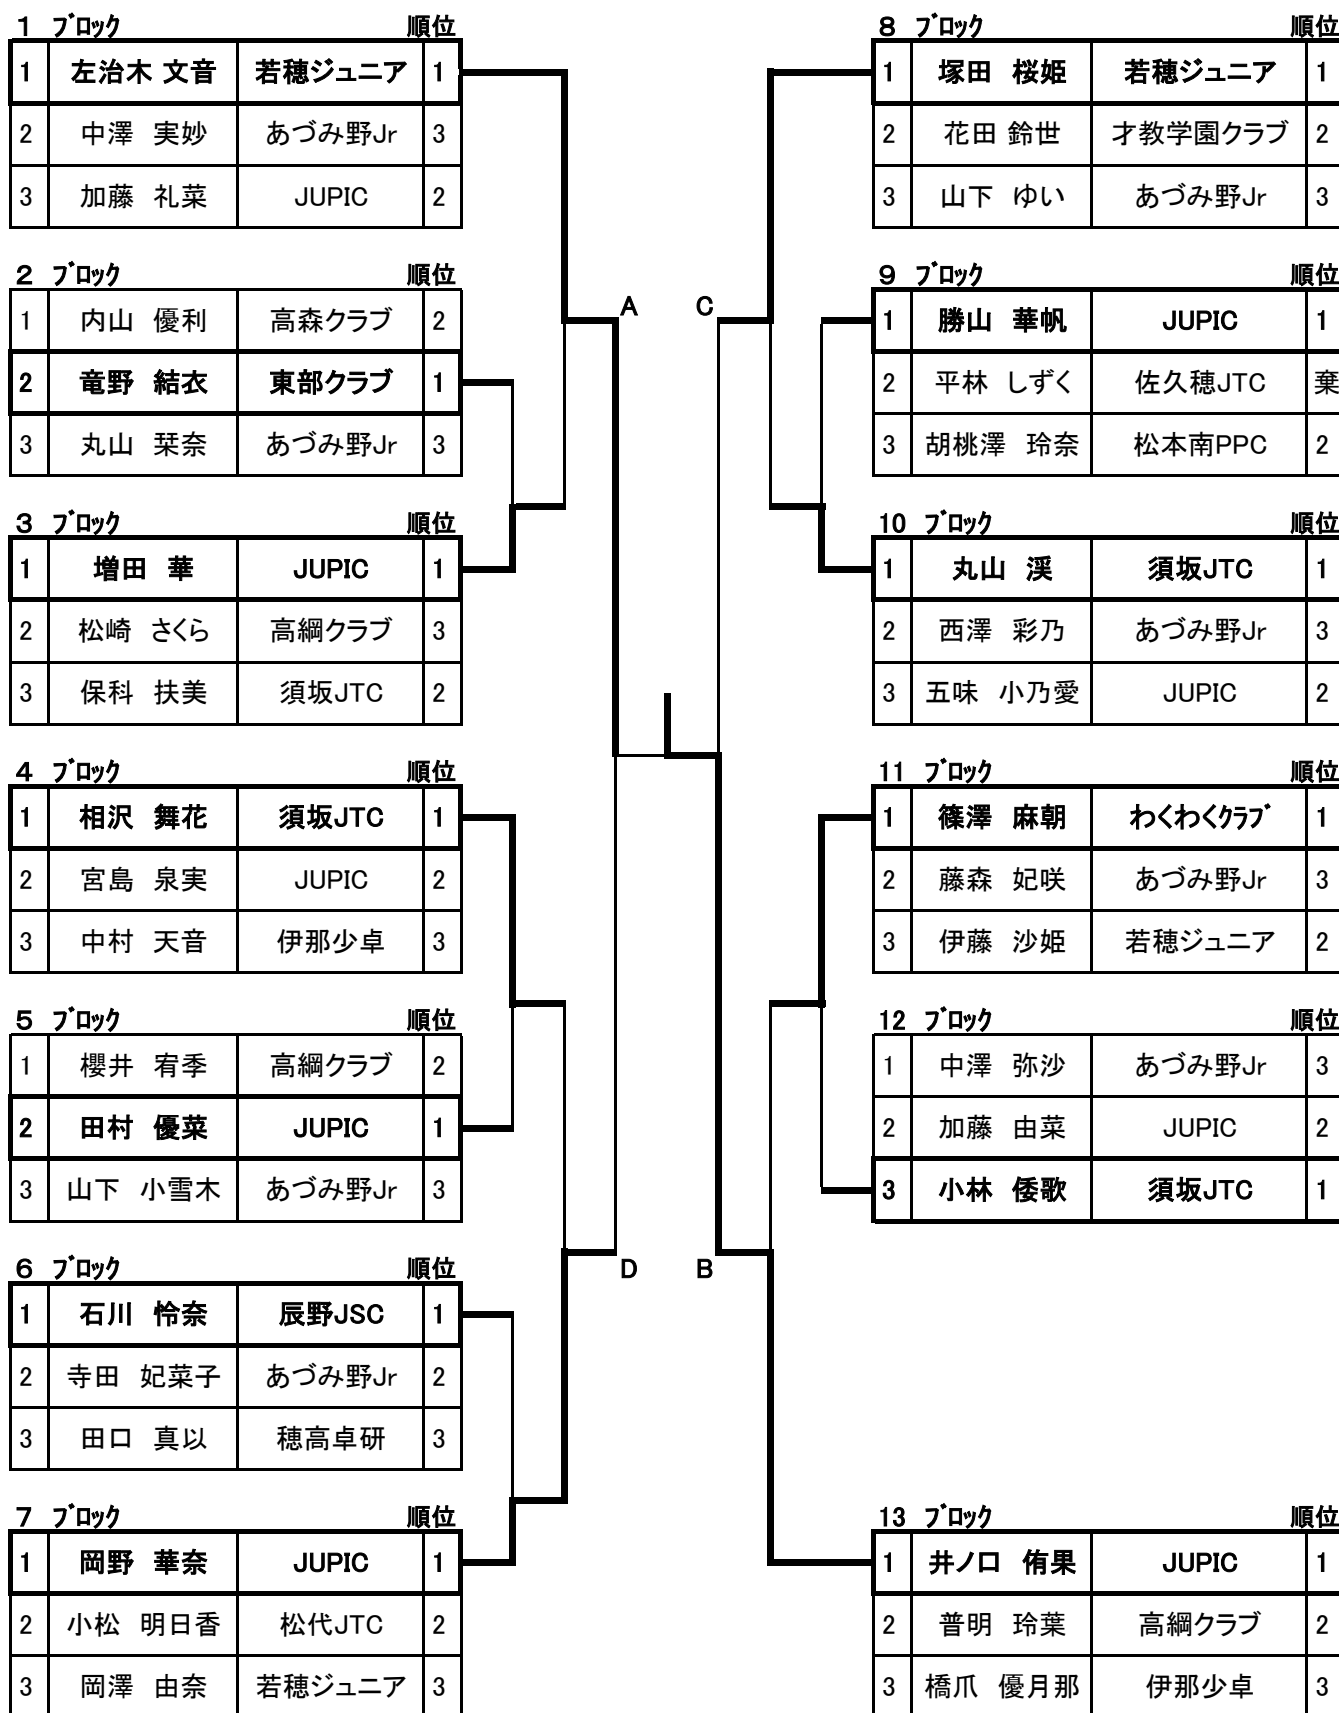 1 ブロック 順位
1 左治木 文音 若穂ジュニア 1
2 中澤 実妙 あづみ野Jr 3
3 加藤 礼菜 JUPIC 2
2 ブロック 順位
1 内山 優利 高森クラブ 2
2 竜野 結衣 東部クラブ 1
3 丸山 栞奈 あづみ野Jr 3
3 ブロック 順位
1 増田 華 JUPIC 1
2 松崎 さくら 高綱クラブ 3
3 保科 扶美 須坂JTC 2
4 ブロック 順位
1 相沢 舞花 須坂JTC 1
2 宮島 泉実 JUPIC 2
3 中村 天音 伊那少卓 3
5 ブロック 順位
1 櫻井 宥季 高綱クラブ 2
2 田村 優菜 JUPIC 1
3 山下 小雪木 あづみ野Jr 3
6 ブロック 順位
1 石川 怜奈 辰野JSC 1
2 寺田 妃菜子 あづみ野Jr 2
3 田口 真以 穂高卓研 3
7 ブロック 順位
1 岡野 華奈 JUPIC 1
2 小松 明日香 松代JTC 2
3 岡澤 由奈 若穂ジュニア 3
A C
D B
8 ブロック 順位
1 塚田 桜姫 若穂ジュニア 1
2 花田 鈴世 才教学園クラブ 2
3 山下 ゆい あづみ野Jr 3
9 ブロック 順位
1 勝山 華帆 JUPIC 1
2 平林 しずく 佐久穂JTC 棄
3 胡桃澤 玲奈 松本南PPC 2
10 ブロック 順位
1 丸山 渓 須坂JTC 1
2 西澤 彩乃 あづみ野Jr 3
3 五味 小乃愛 JUPIC 2
11 ブロック 順位
1 篠澤 麻朝 わくわくクラブ 1
2 藤森 妃咲 あづみ野Jr 3
3 伊藤 沙姫 若穂ジュニア 2
12 ブロック 順位
1 中澤 弥沙 あづみ野Jr 3
2 加藤 由菜 JUPIC 2
3 小林 倭歌 須坂JTC 1
13 ブロック 順位
1 井ノ口 侑果 JUPIC 1
2 普明 玲葉 高綱クラブ 2
3 橋爪 優月那 伊那少卓 3